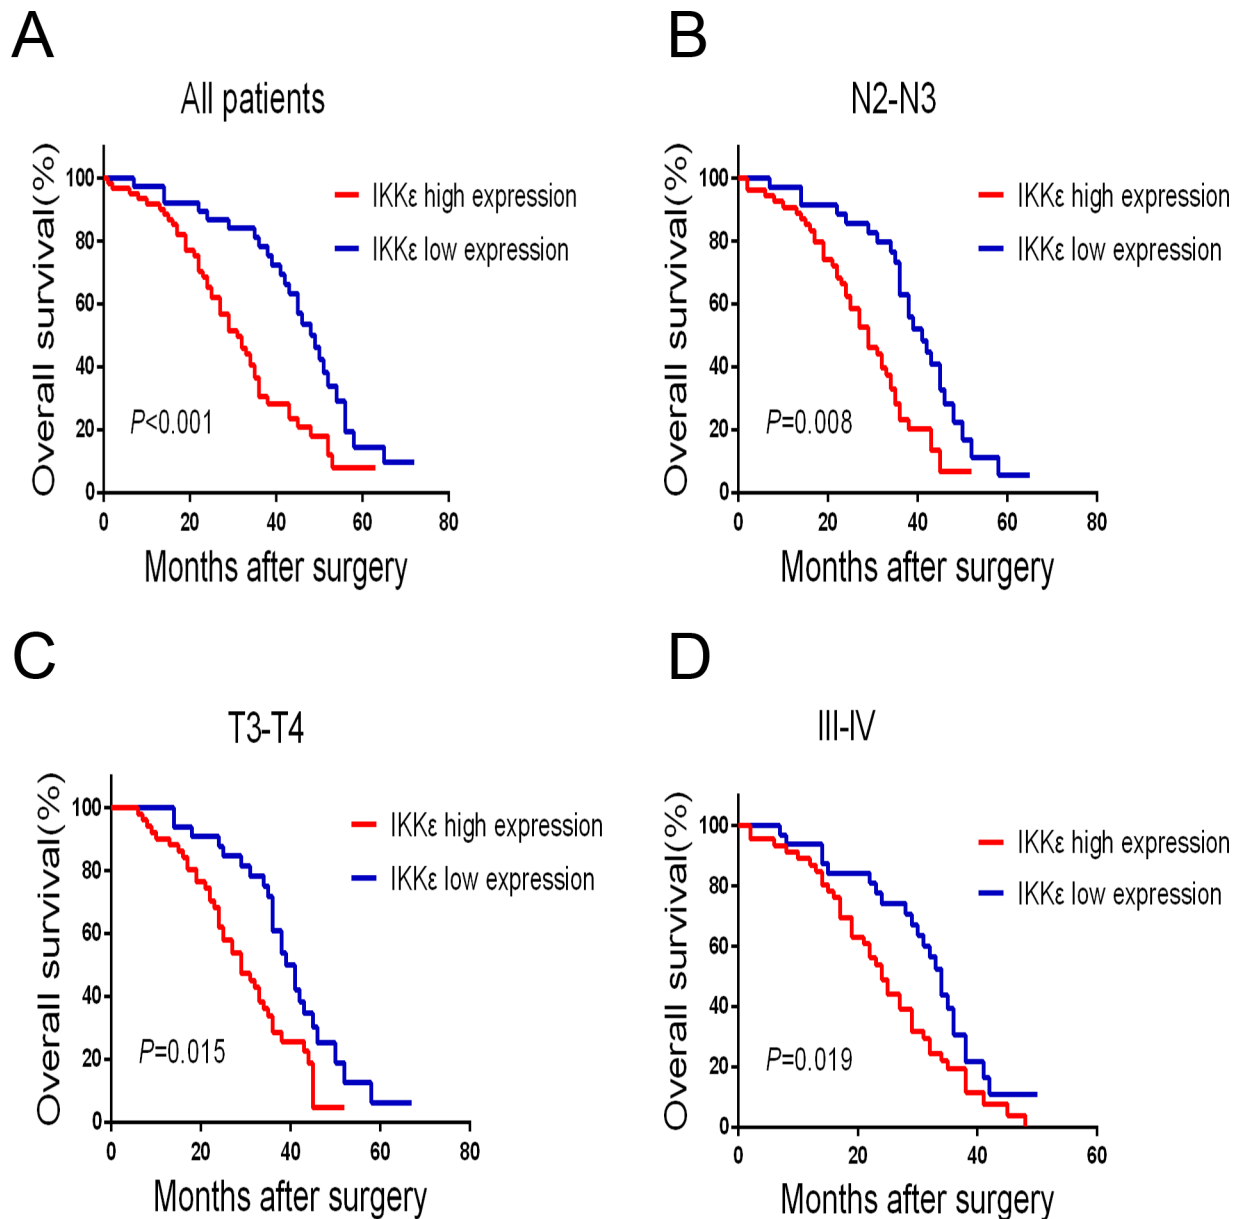 A
All patients
Overall survival(%)
100
80
60
40
20
0
IKKε high expression
IKKε low expression
P<0.001
0 20 40 60 80
Months after surgery
B
N2-N3
Overall survival(%)
100
80
60
40
20
0
IKKε high expression
IKKε low expression
P=0.008
0 20 40 60 80
Months after surgery
C
T3-T4
Overall survival(%)
100
80
60
40
20
0
IKKε high expression
IKKε low expression
P=0.015
0 20 40 60 80
Months after surgery
D
III-IV
Overall survival(%)
100
80
60
40
20
0
IKKε high expression
IKKε low expression
P=0.019
0 20 40 60
Months after surgery